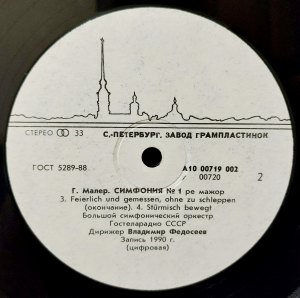 СТЕРЕО 33
С.-ПЕТЕРБУРГ. ЗАВОД ГРАМПЛАСТИНОК
ГОСТ 5289-88
А10 00719 002
00720
2
Г. Малер. СИМФОНИЯ № 1 ре мажор
3. Feierlich und gemessen, ohne zu schleppen
(окончание). 4. Stürmisch bewegt
Большой симфонический оркестр
Гостелерадио СССР
Дирижер Владимир Федосеев
Запись 1990 г.
(цифровая)